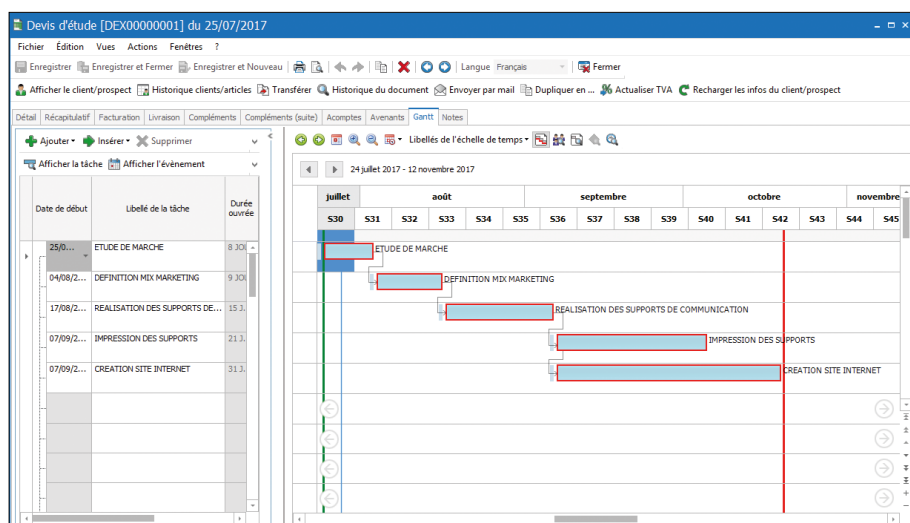 Devis d'étude [DEX00000001] du 25/07/2017
Fichier Édition Vues Actions Fenêtres ?
Enregistrer Enregistrer et Fermer Enregistrer et Nouveau Langue Français Fermer
Afficher le client/prospect Historique clients/articles Transférer Historique du document Envoyer par mail Dupliquer en ... Actualiser TVA Recharger les infos du client/prospect
Détail Récapitulatif Facturation Livraison Compléments Compléments (suite) Acomptes Avenants Gantt Notes
Ajouter Insérer Supprimer
Libellés de l'échelle de temps
Afficher la tâche Afficher l'évènement
24 juillet 2017 - 12 novembre 2017
Date de début Libellé de la tâche Durée ouvrée
juillet août septembre octobre novembre
S30 S31 S32 S33 S34 S35 S36 S37 S38 S39 S40 S41 S42 S43 S44 S45
25/0... ETUDE DE MARCHE 8 JO
ETUDE DE MARCHE
04/08/2... DEFINITION MIX MARKETING 9 JO
DEFINITION MIX MARKETING
17/08/2... REALISATION DES SUPPORTS DE... 15 J.
REALISATION DES SUPPORTS DE COMMUNICATION
07/09/2... IMPRESSION DES SUPPORTS 21 J.
IMPRESSION DES SUPPORTS
07/09/2... CREATION SITE INTERNET 31 J.
CREATION SITE INTERNET